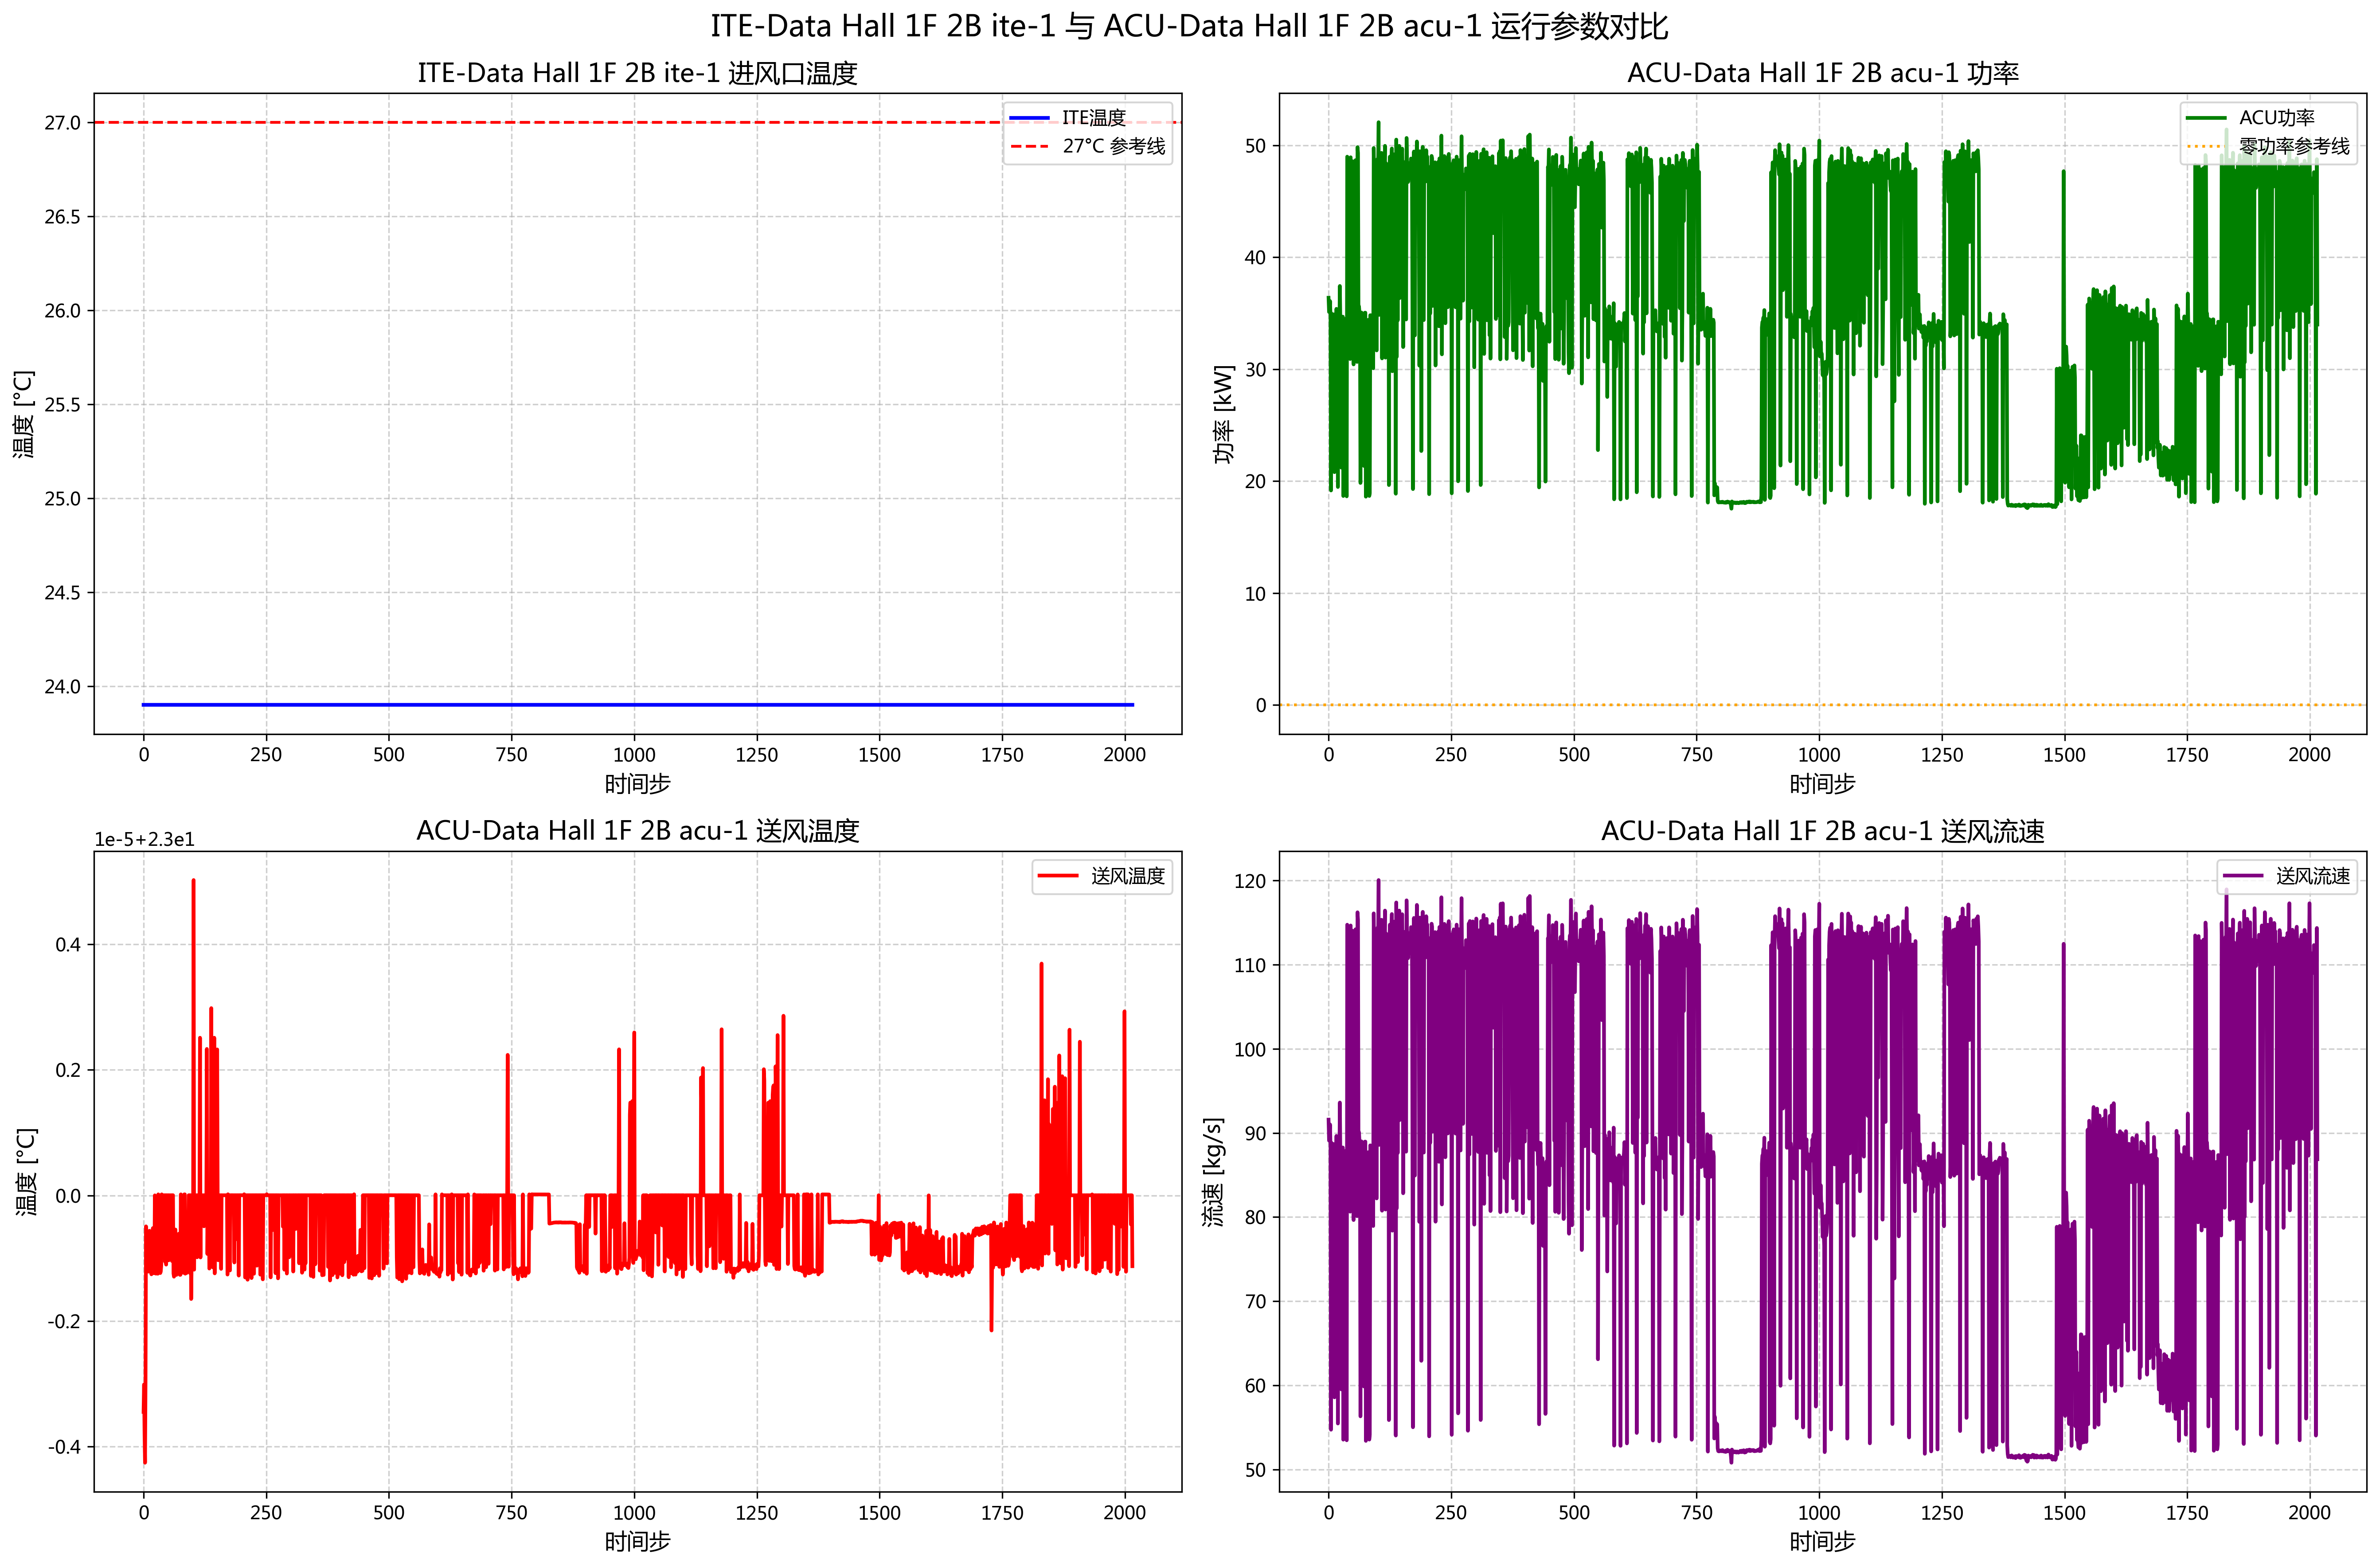 ITE-Data Hall 1F 2B ite-1 与 ACU-Data Hall 1F 2B acu-1 运行参数对比
ITE-Data Hall 1F 2B ite-1 进风口温度
27.0
26.5
26.0
25.5
25.0
24.5
24.0
温度 [°C]
ITE温度
27°C 参考线
0 250 500 750 1000 1250 1500 1750 2000
时间步
ACU-Data Hall 1F 2B acu-1 功率
50
40
30
20
10
0
功率 [kW]
ACU功率
零功率参考线
0 250 500 750 1000 1250 1500 1750 2000
时间步
ACU-Data Hall 1F 2B acu-1 送风温度
1e-5+2.3e1
0.4
0.2
0.0
-0.2
-0.4
温度 [°C]
送风温度
0 250 500 750 1000 1250 1500 1750 2000
时间步
ACU-Data Hall 1F 2B acu-1 送风流速
120
110
100
90
80
70
60
50
流速 [kg/s]
送风流速
0 250 500 750 1000 1250 1500 1750 2000
时间步